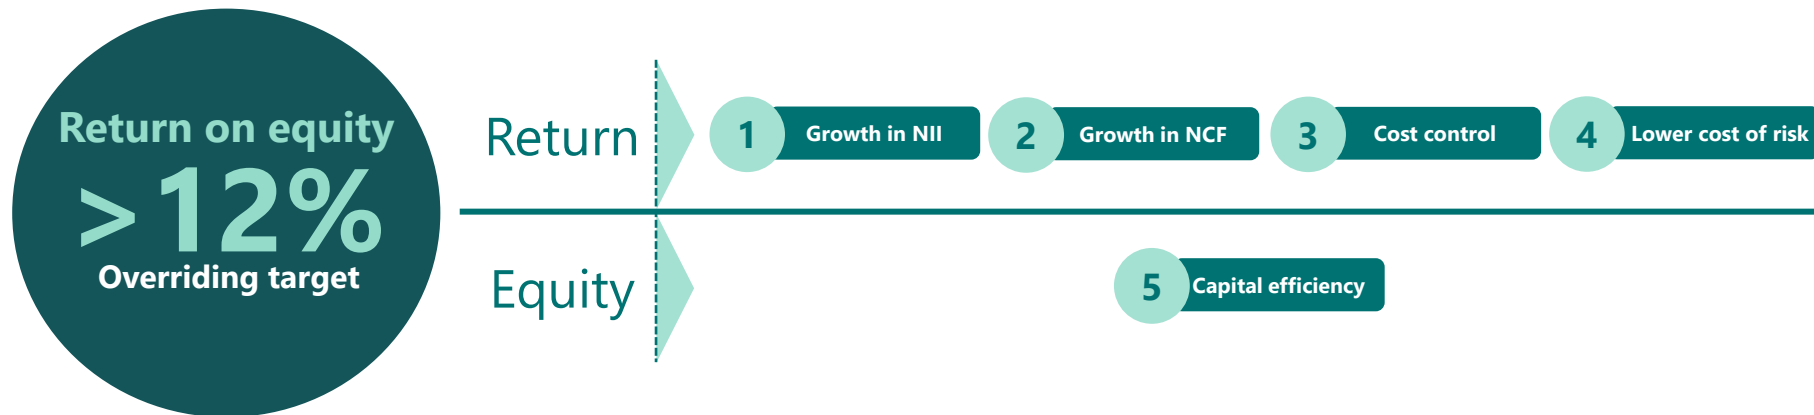 Return on equity
>12%
Overriding target
Return
1 Growth in NII
2 Growth in NCF
3 Cost control
4 Lower cost of risk
Equity
5 Capital efficiency